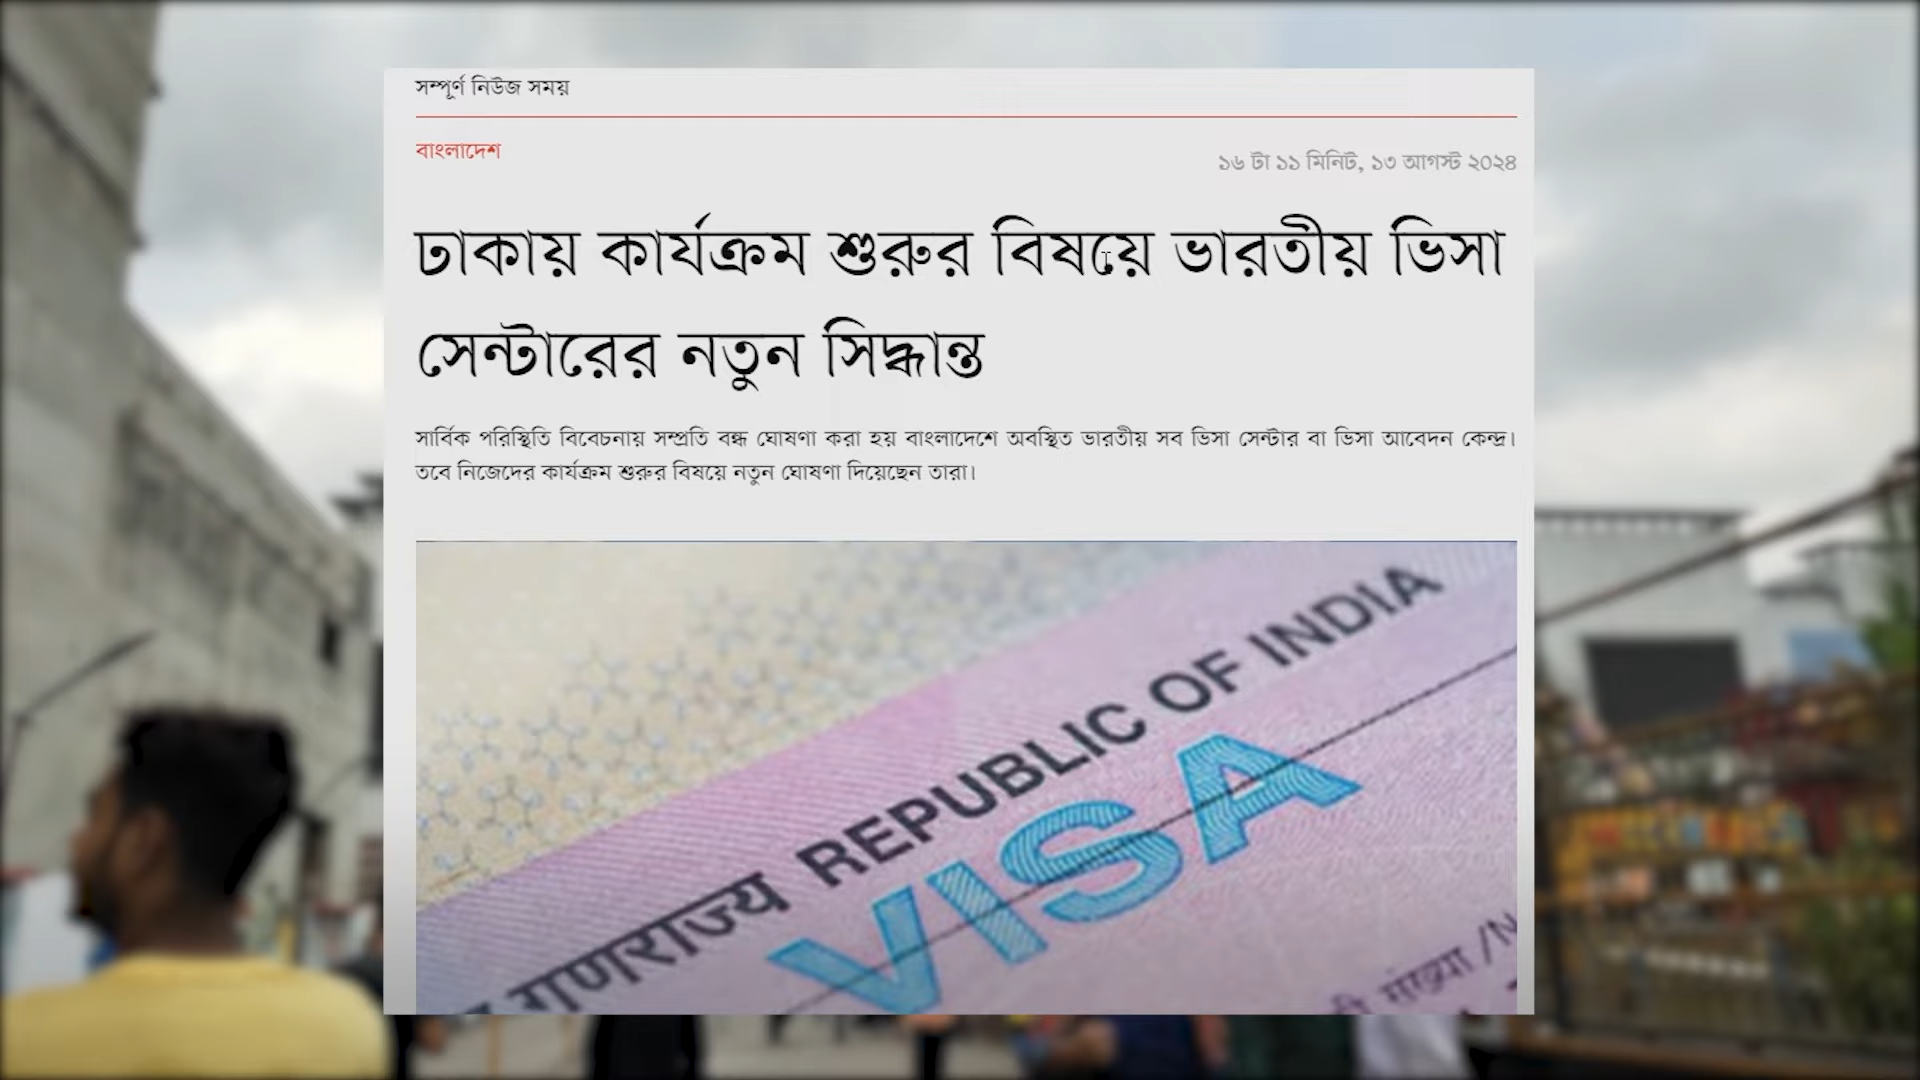 সম্পূর্ণ নিউজ সময়
বাংলাদেশ
১৬ টা ১১ মিনিট, ১৩ আগস্ট ২০২৪
ঢাকায় কার্যক্রম শুরুর বিষয়ে ভারতীয় ভিসা
সেন্টারের নতুন সিদ্ধান্ত
সার্বিক পরিস্থিতি বিবেচনায় সম্প্রতি বন্ধ ঘোষণা করা হয় বাংলাদেশে অবস্থিত ভারতীয় সব ভিসা সেন্টার বা ভিসা আবেদন কেন্দ্র।
তবে নিজেদের কার্যক্রম শুরুর বিষয়ে নতুন ঘোষণা দিয়েছেন তারা।
गणराज्य REPUBLIC OF INDIA
VISA
संख्या /N